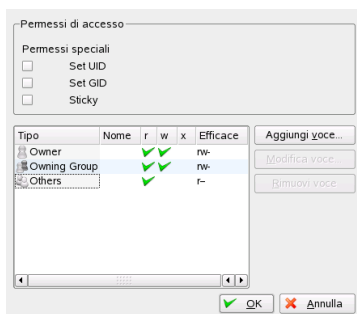 Permessi di accesso
Permessi speciali
Set UID
Set GID
Sticky
Tipo Nome r w x Efficace
Owner rw-
Owning Group rw-
Others r--
Aggiungi voce...
Modifica voce...
Rimuovi voce
OK Annulla